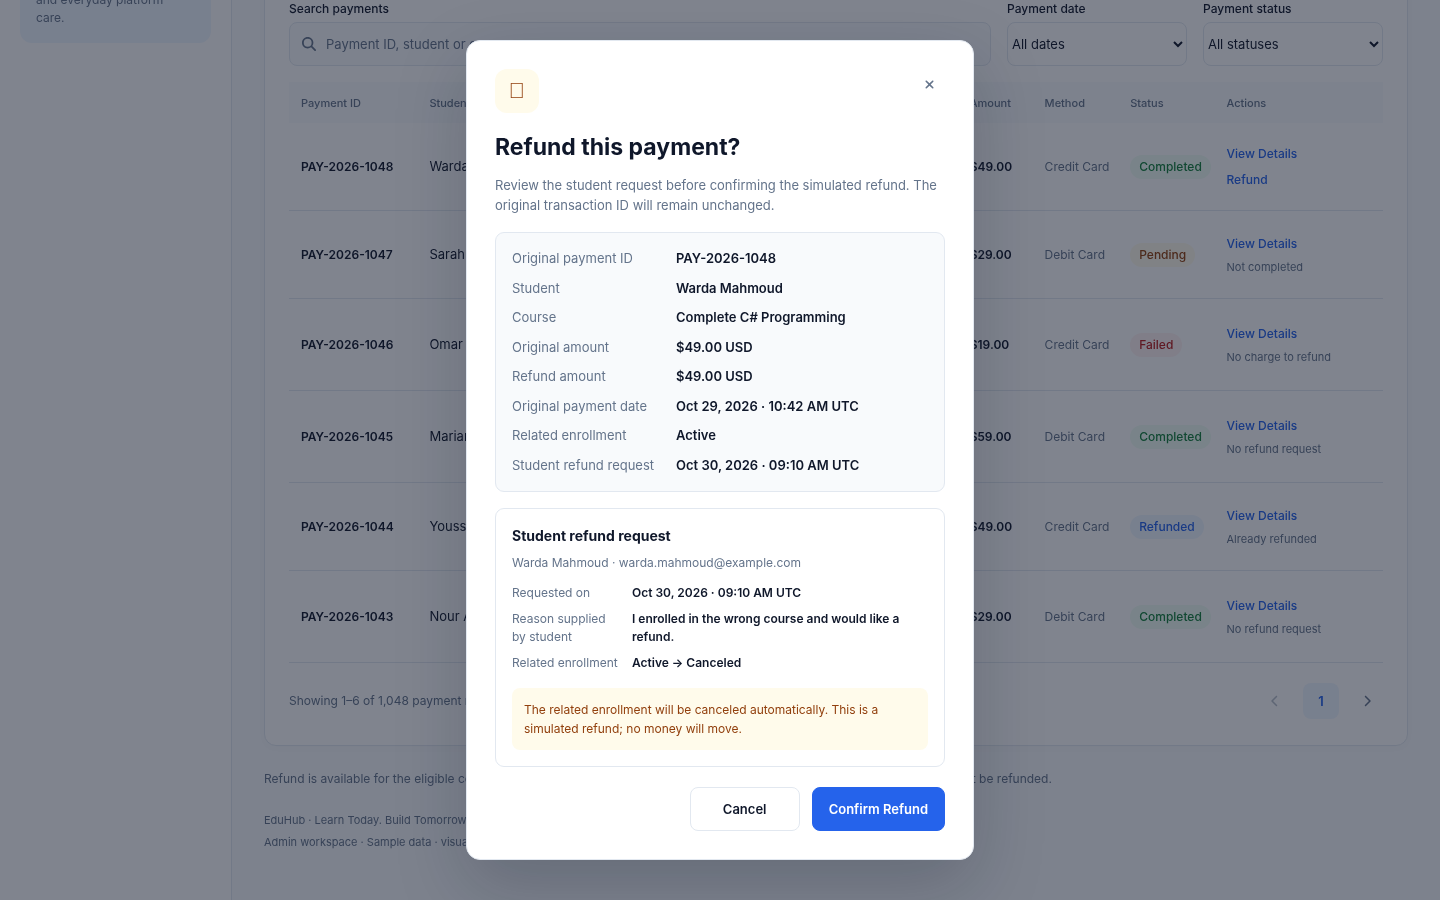 and everyday platform
care.
Search payments
Payment date
Payment status
Payment ID, student or
All dates
All statuses
Payment ID
Amount
Method
Status
Actions
PAY-2026-1048
Warda
$49.00
Credit Card
Completed
View Details
Refund
PAY-2026-1047
Sarah
$29.00
Debit Card
Pending
View Details
Not completed
PAY-2026-1046
Omar
$19.00
Credit Card
Failed
View Details
No charge to refund
PAY-2026-1045
$59.00
Debit Card
Completed
View Details
No refund request
PAY-2026-1044
$49.00
Credit Card
Refunded
View Details
Already refunded
PAY-2026-1043
Nour
$29.00
Debit Card
Completed
View Details
No refund request
Showing 1–6 of 1,048 payment
1
Refund is available for the eligible
be refunded.
EduHub · Learn Today. Build Tomorrow
Admin workspace · Sample data ·
×
Refund this payment?
Review the student request before confirming the simulated refund. The
original transaction ID will remain unchanged.
Original payment ID PAY-2026-1048
Student Warda Mahmoud
Course Complete C# Programming
Original amount $49.00 USD
Refund amount $49.00 USD
Original payment date Oct 29, 2026 · 10:42 AM UTC
Related enrollment Active
Student refund request Oct 30, 2026 · 09:10 AM UTC
Student refund request
Warda Mahmoud · warda.mahmoud@example.com
Requested on Oct 30, 2026 · 09:10 AM UTC
Reason supplied I enrolled in the wrong course and would like a
by student refund.
Related enrollment Active → Canceled
The related enrollment will be canceled automatically. This is a
simulated refund; no money will move.
Cancel
Confirm Refund